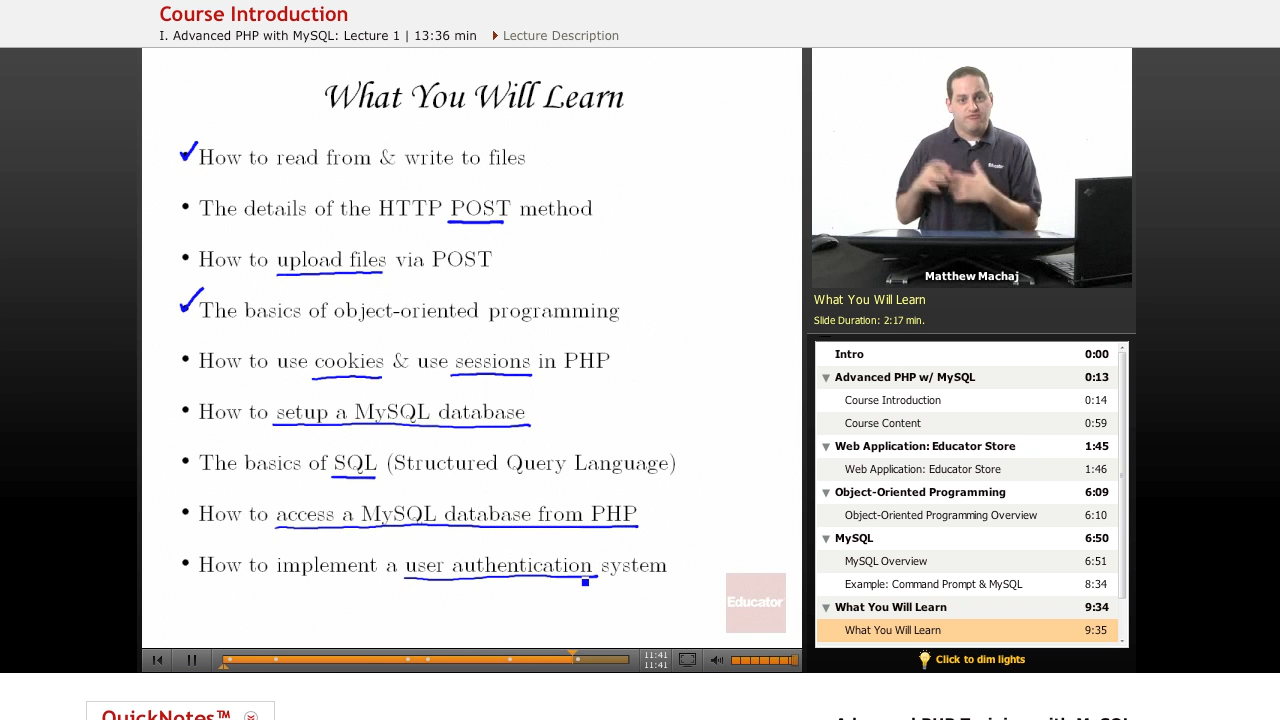 Course Introduction
I. Advanced PHP with MySQL: Lecture 1 | 13:36 min
Lecture Description
What You Will Learn
How to read from & write to files
• The details of the HTTP POST method
• How to upload files via POST
The basics of object-oriented programming
• How to use cookies & use sessions in PHP
• How to setup a MySQL database
• The basics of SQL (Structured Query Language)
• How to access a MySQL database from PHP
• How to implement a user authentication system
Educator
11:41
11:41
Matthew Machaj
What You Will Learn
Slide Duration: 2:17 min.
Intro 0:00
Advanced PHP w/ MySQL 0:13
Course Introduction 0:14
Course Content 0:59
Web Application: Educator Store 1:45
Web Application: Educator Store 1:46
Object-Oriented Programming 6:09
Object-Oriented Programming Overview 6:10
MySQL 6:50
MySQL Overview 6:51
Example: Command Prompt & MySQL 8:34
What You Will Learn 9:34
What You Will Learn 9:35
Click to dim lights
QuickNotes™
Advanced PHP Training with MySQL